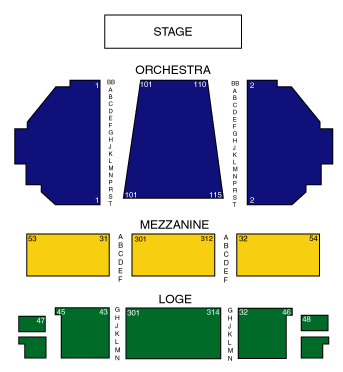 STAGE
ORCHESTRA
1 BB 101 110 BB 2
A A
B B
C C
D D
E E
F F
G G
H H
J J
K K
L L
M M
N N
P P
R R
S 101 115 S
1 T T 2
MEZZANINE
53 31 A 301 312 A 32 54
B B
C C
D D
E E
F F
LOGE
45 43 G 301 314 G 32 46
47 H H 48
J J
K K
L L
M M
N N